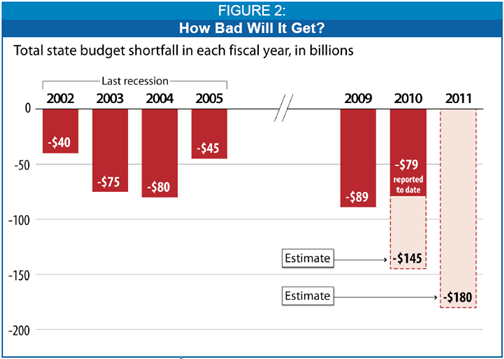 FIGURE 2:
How Bad Will It Get?
Total state budget shortfall in each fiscal year, in billions
Last recession
2002 2003 2004 2005 2009 2010 2011
0
-$40
-$45
-$79
-50
reported
to date
-$75
-$80
-$89
-100
Estimate
-$145
-150
Estimate
-$180
-200